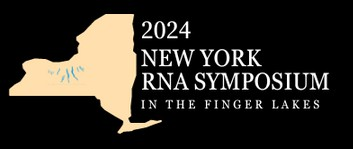 2024
NEW YORK
RNA SYMPOSIUM
IN THE FINGER LAKES